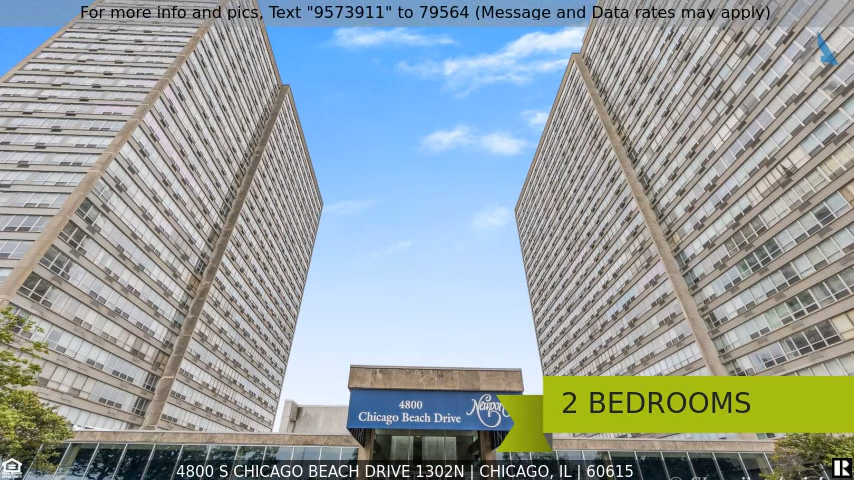 For more info and pics, Text "9573911" to 79564 (Message and Data rates may apply)
4800
Chicago Beach Drive
2 BEDROOMS
4800 S CHICAGO BEACH DRIVE 1302N | CHICAGO, IL | 60615